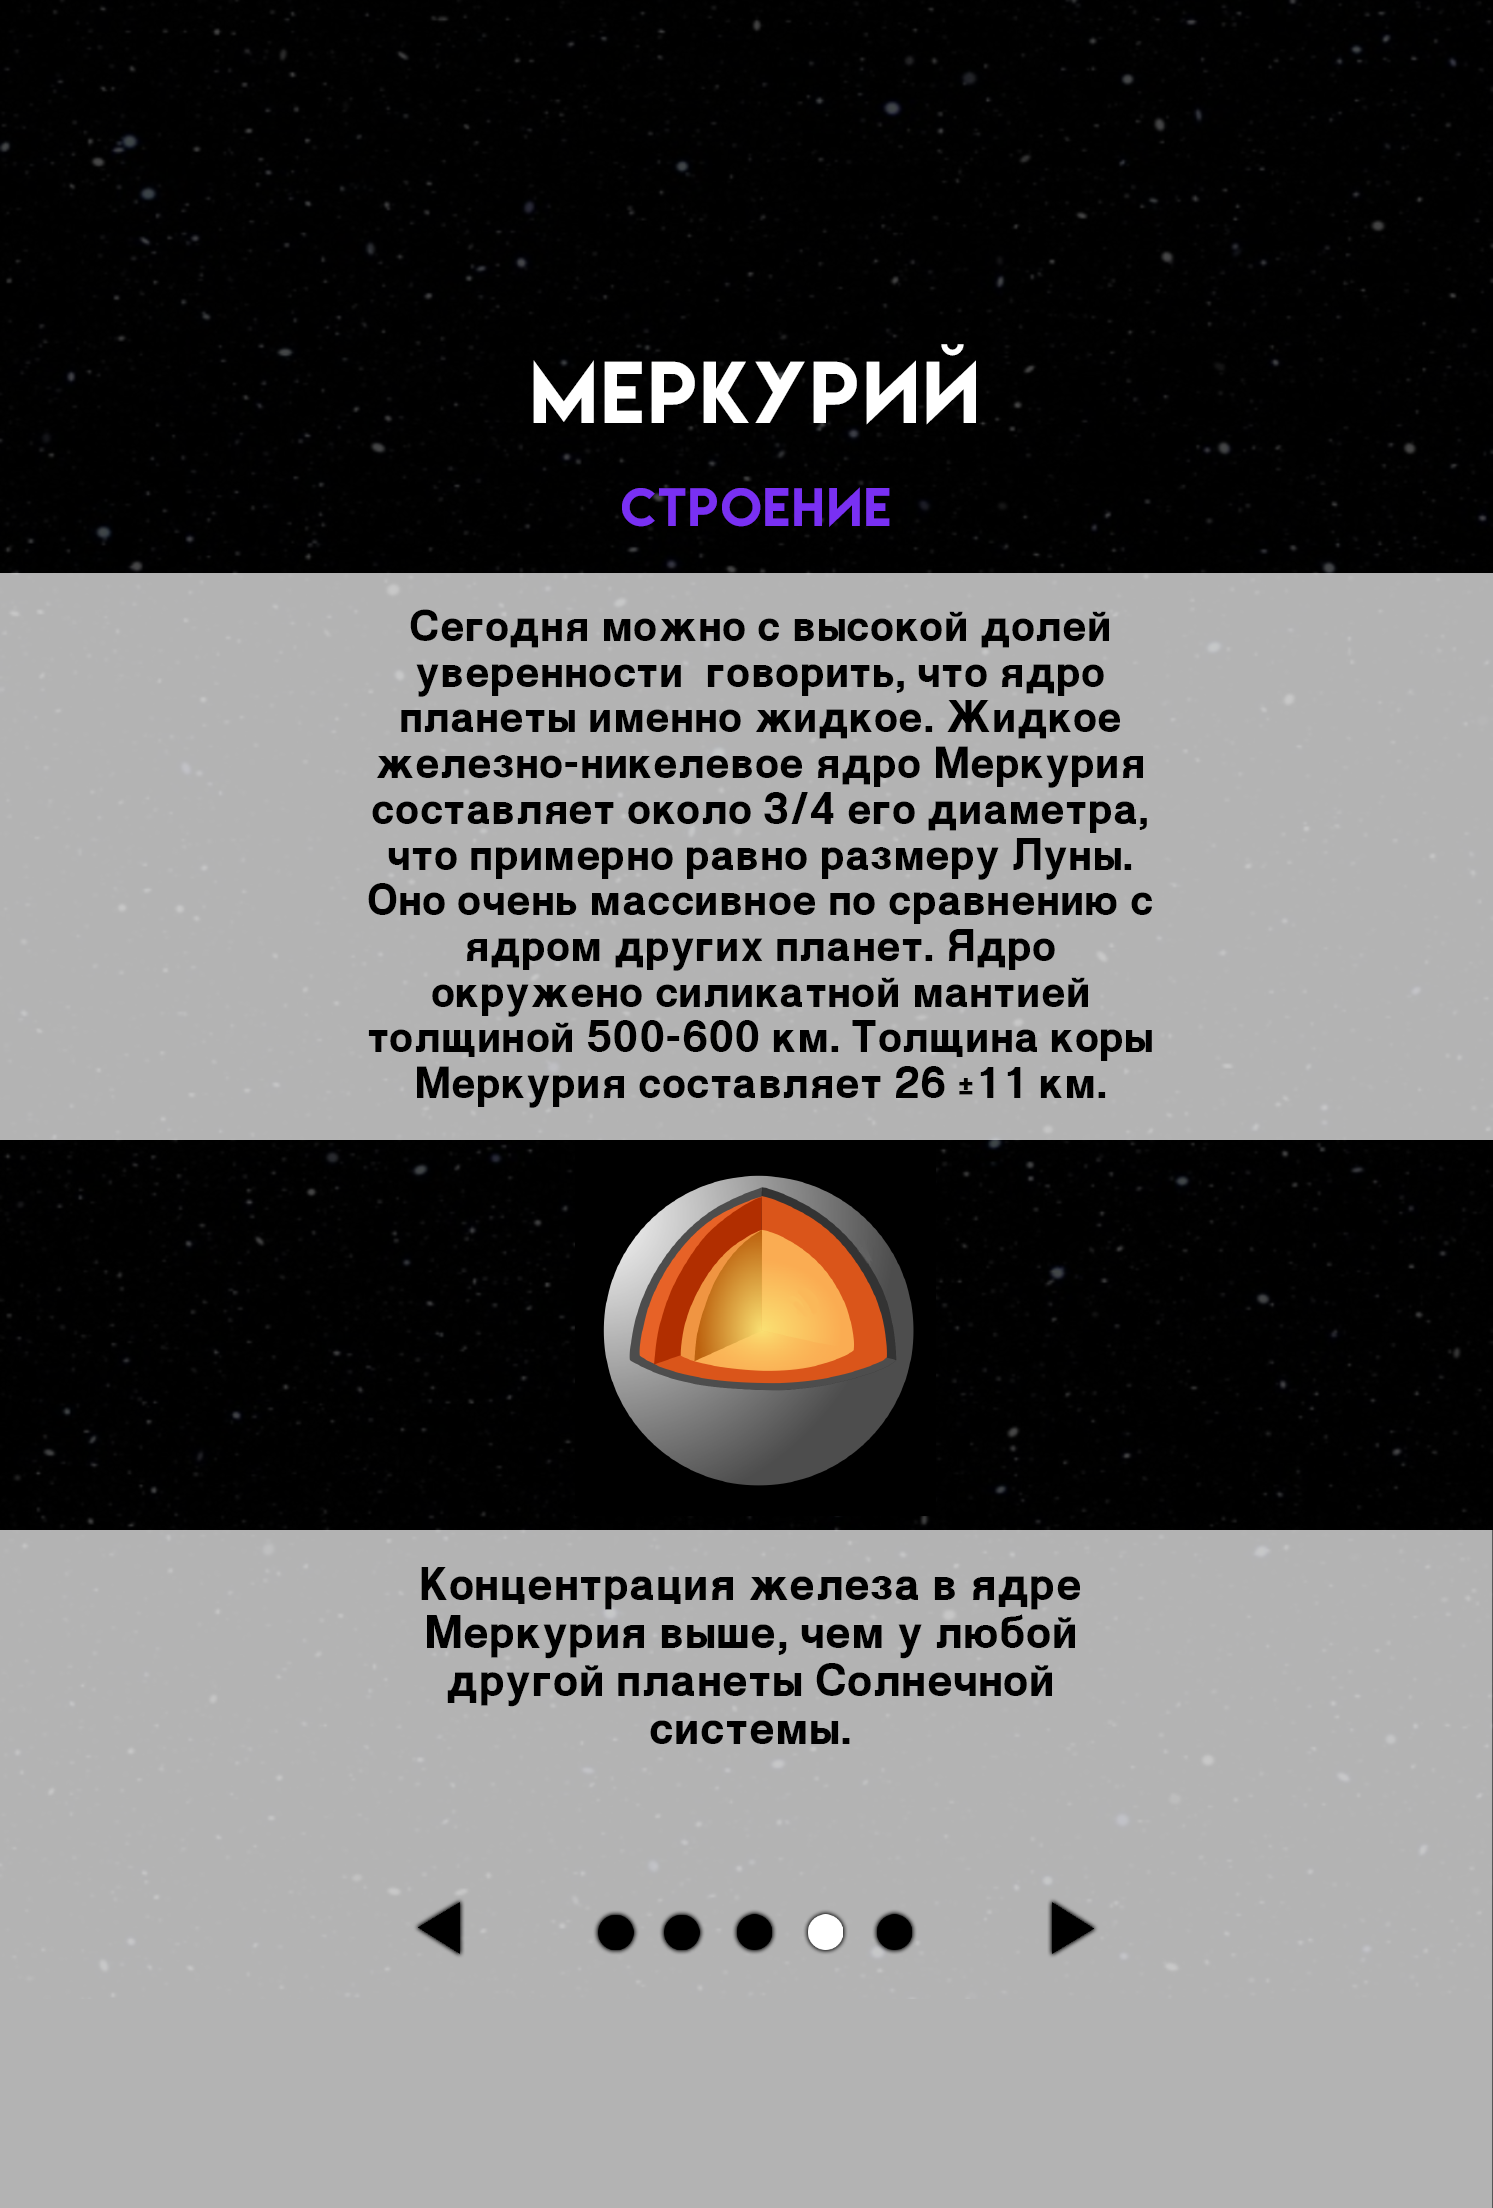 МЕРКУРИЙ
СТРОЕНИЕ
Сегодня можно с высокой долей
уверенности  говорить, что ядро
планеты именно жидкое. Жидкое
железно-никелевое ядро Меркурия
составляет около 3/4 его диаметра,
что примерно равно размеру Луны.
Оно очень массивное по сравнению с
ядром других планет. Ядро
окружено силикатной мантией
толщиной 500-600 км. Толщина коры
Меркурия составляет 26 ±11 км.
Концентрация железа в ядре
Меркурия выше, чем у любой
другой планеты Солнечной
системы.